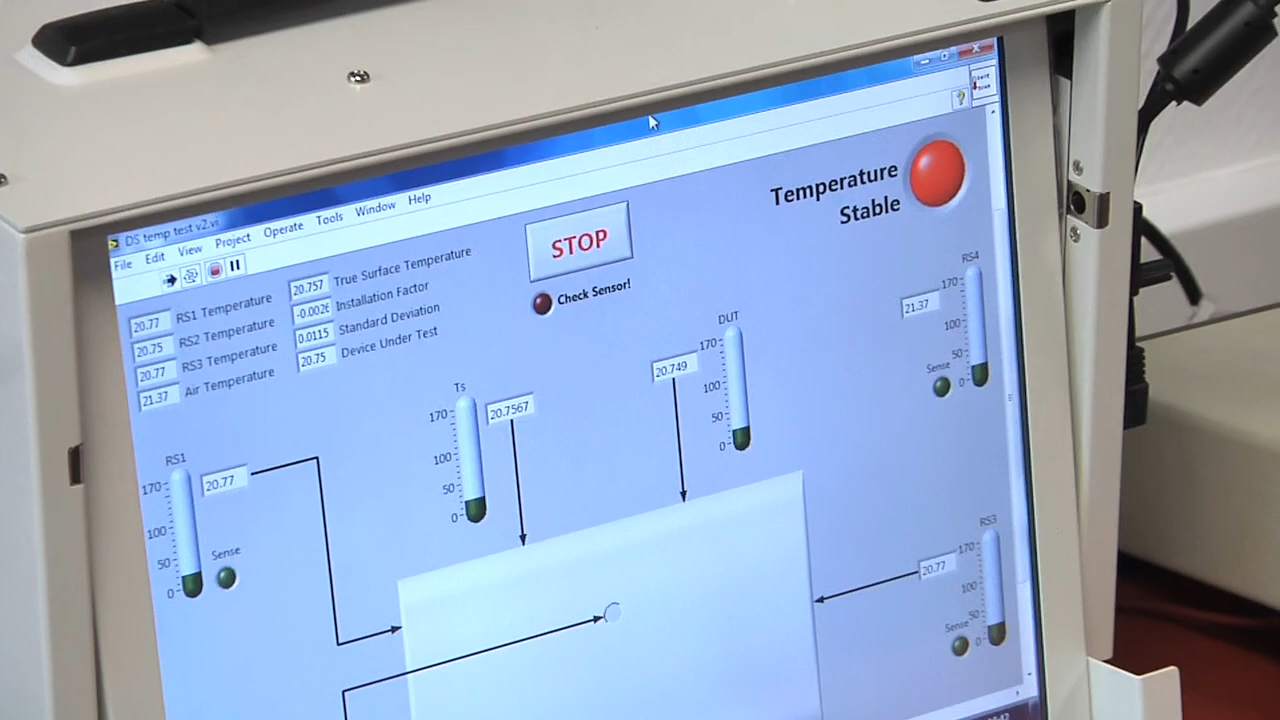 DS temp test v2.vi
File Edit View Project Operate Tools Window Help
Temperature
Stable
STOP
Check Sensor!
20.77 RS1 Temperature
20.75 RS2 Temperature
20.77 RS3 Temperature
21.37 Air Temperature
20.757 True Surface Temperature
-0.002 Installation Factor
0.0115 Standard Deviation
20.75 Device Under Test
RS4
21.37
170
100
50
0
Sense
DUT
20.749
170
100
50
0
Ts
20.7567
170
100
50
0
RS1
20.77
170
100
50
0
Sense
RS3
20.77
170
100
50
0
Sense